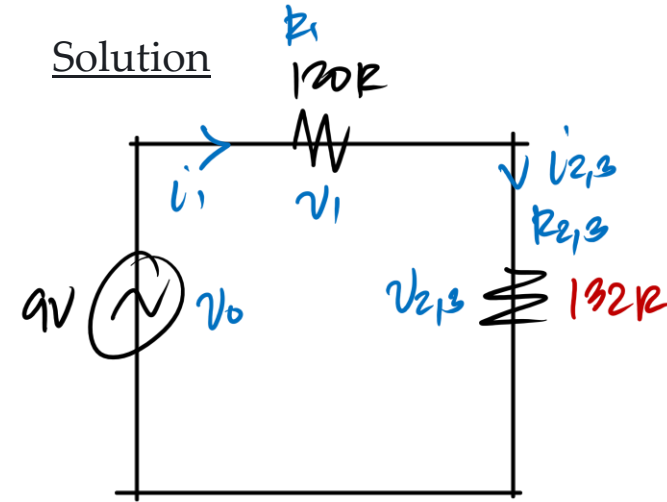 Solution
R₁
120R
i₁
v₁
i₂,₃
R₂,₃
9V
v₀
v₂,₃
132R